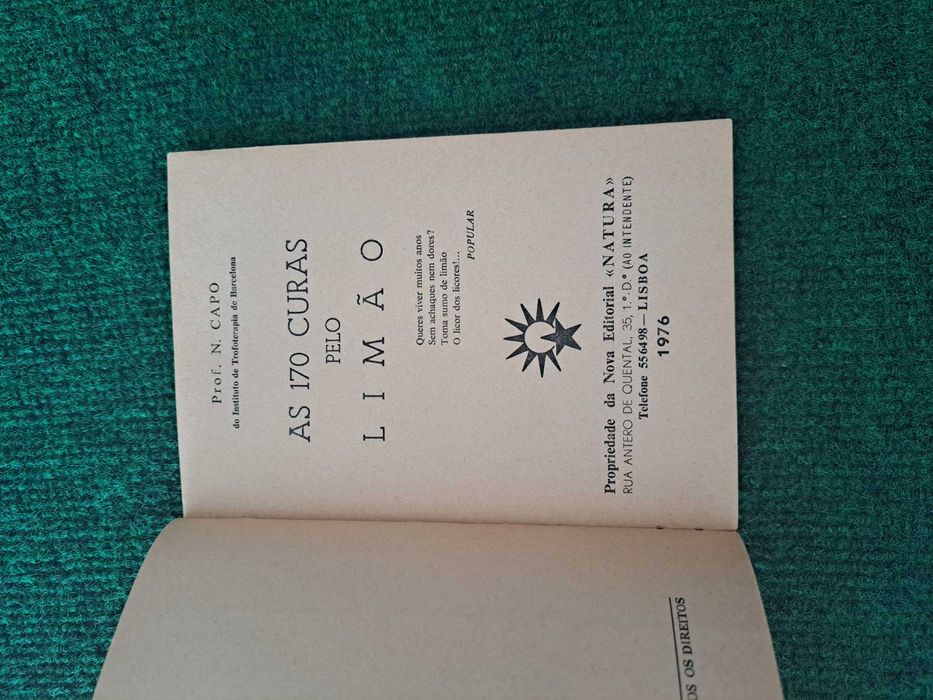 Prof. N. CAPO
do Instituto de Trofoterapia de Barcelona
AS 170 CURAS
PELO
LIMÃO
Queres viver muitos anos
Sem achaques nem dores?
Toma sumo de limão
O licor dos licores!...
POPULAR
Propriedade da Nova Editorial «NATURA»
RUA ANTERO DE QUENTAL, 35, 1.º-D.º (AO INTENDENTE)
Telefone 556498 — LISBOA
1976
OS DIREITOS